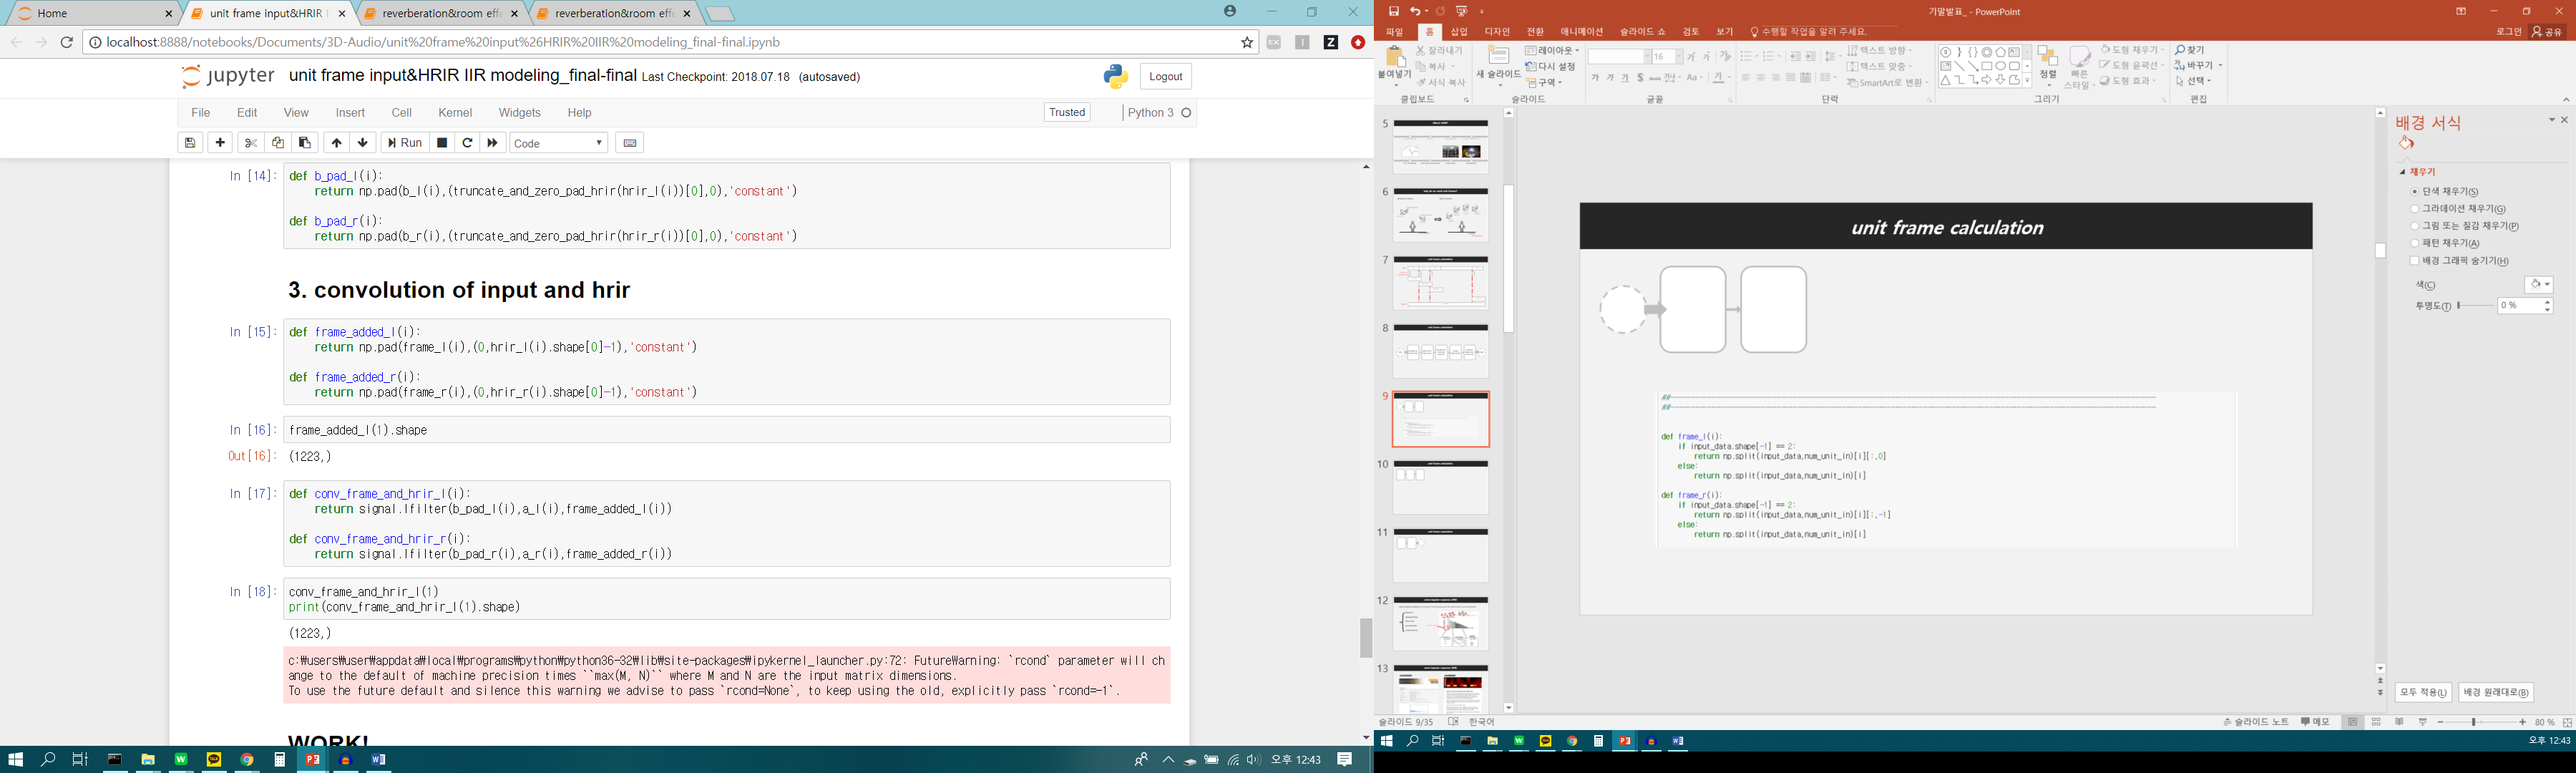 Home
unit frame input&HRIR I
reverberation&room effe
reverberation&room effe
localhost:8888/notebooks/Documents/3D-Audio/unit%20frame%20input%26HRIR%20IIR%20modeling_final-final.ipynb
jupyter unit frame input&HRIR IIR modeling_final-final Last Checkpoint: 2018.07.18 (autosaved)
Logout
File Edit View Insert Cell Kernel Widgets Help
Trusted
Python 3
Run
Code
In [14]: def b_pad_l(i):
return np.pad(b_l(i),(truncate_and_zero_pad_hrir(hrir_l(i))[0],0),'constant')
def b_pad_r(i):
return np.pad(b_r(i),(truncate_and_zero_pad_hrir(hrir_r(i))[0],0),'constant')
3. convolution of input and hrir
In [15]: def frame_added_l(i):
return np.pad(frame_l(i),(0,hrir_l(i).shape[0]-1),'constant')
def frame_added_r(i):
return np.pad(frame_r(i),(0,hrir_r(i).shape[0]-1),'constant')
In [16]: frame_added_l(1).shape
Out[16]: (1223,)
In [17]: def conv_frame_and_hrir_l(i):
return signal.lfilter(b_pad_l(i),a_l(i),frame_added_l(i))
def conv_frame_and_hrir_r(i):
return signal.lfilter(b_pad_r(i),a_r(i),frame_added_r(i))
In [18]: conv_frame_and_hrir_l(1)
print(conv_frame_and_hrir_l(1).shape)
(1223,)
c:₩users₩user₩appdata₩local₩programs₩python₩python36-32₩lib₩site-packages₩ipykernel_launcher.py:72: FutureWarning: `rcond` parameter will ch
ange to the default of machine precision times ``max(M, N)`` where M and N are the input matrix dimensions.
To use the future default and silence this warning we advise to pass `rcond=None`, to keep using the old, explicitly pass `rcond=-1`.
WORK!
오후 12:43
기말발표_ - PowerPoint
파일 홈 삽입 디자인 전환 애니메이션 슬라이드 쇼 검토 보기 수행할 작업을 알려 주세요.
로그인 공유
붙여넣기
잘라내기
복사
서식 복사
클립보드
새 슬라이드
레이아웃
다시 설정
구역
슬라이드
16
글꼴
텍스트 방향
텍스트 맞춤
SmartArt로 변환
단락
정렬
빠른 스타일
도형 채우기
도형 윤곽선
도형 효과
그리기
찾기
바꾸기
선택
편집
5
6
7
8
9
10
11
12
13
unit frame calculation
##
##
def frame_l(i):
if input_data.shape[-1] == 2:
return np.split(input_data,num_unit_in)[i][:,0]
else:
return np.split(input_data,num_unit_in)[i]
def frame_r(i):
if input_data.shape[-1] == 2:
return np.split(input_data,num_unit_in)[i][:,-1]
else:
return np.split(input_data,num_unit_in)[i]
배경 서식
채우기
단색 채우기(S)
그라데이션 채우기(G)
그림 또는 질감 채우기(P)
패턴 채우기(A)
배경 그래픽 숨기기(H)
색(C)
투명도(T) 0 %
모두 적용(L) 배경 원래대로(B)
슬라이드 9/35 한국어
슬라이드 노트 메모 80 %
오후 12:43